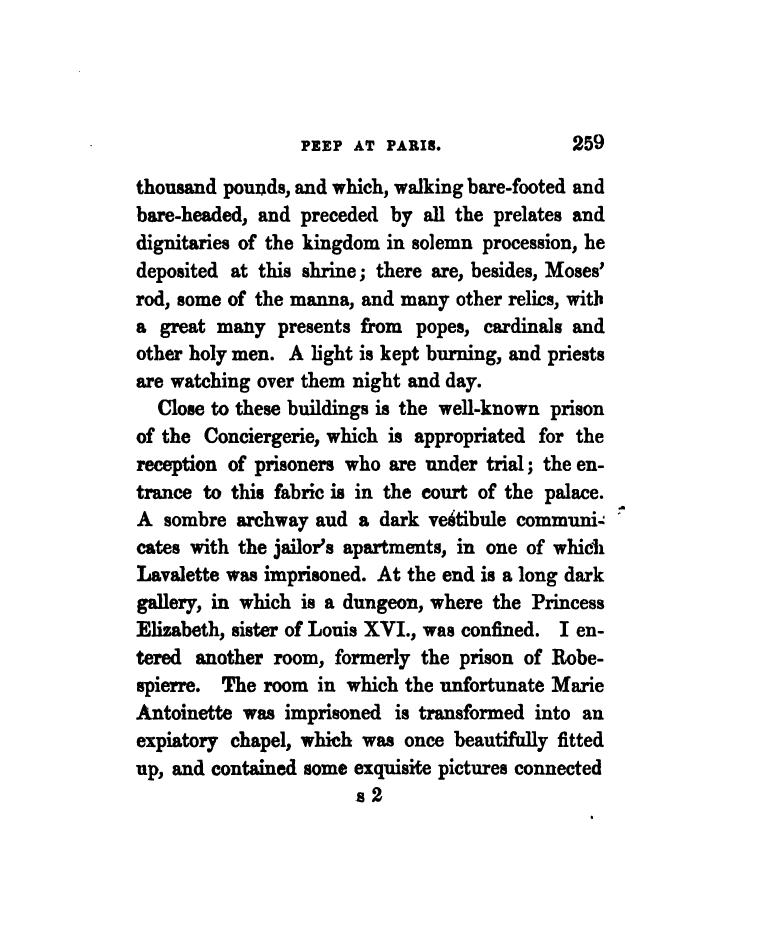 PEEP AT PARIS. 259
thousand pounds, and which, walking bare-footed and
bare-headed, and preceded by all the prelates and
dignitaries of the kingdom in solemn procession, he
deposited at this shrine; there are, besides, Moses'
rod, some of the manna, and many other relics, with
a great many presents from popes, cardinals and
other holy men. A light is kept burning, and priests
are watching over them night and day.
Close to these buildings is the well-known prison
of the Conciergerie, which is appropriated for the
reception of prisoners who are under trial; the en-
trance to this fabric is in the court of the palace.
A sombre archway aud a dark vestibule communi-
cates with the jailor's apartments, in one of which
Lavalette was imprisoned. At the end is a long dark
gallery, in which is a dungeon, where the Princess
Elizabeth, sister of Louis XVI., was confined. I en-
tered another room, formerly the prison of Robe-
spierre. The room in which the unfortunate Marie
Antoinette was imprisoned is transformed into an
expiatory chapel, which was once beautifully fitted
up, and contained some exquisite pictures connected
s 2